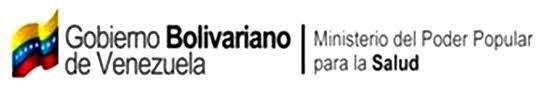 Gobierno Bolivariano
de Venezuela
Ministerio del Poder Popular
para la Salud